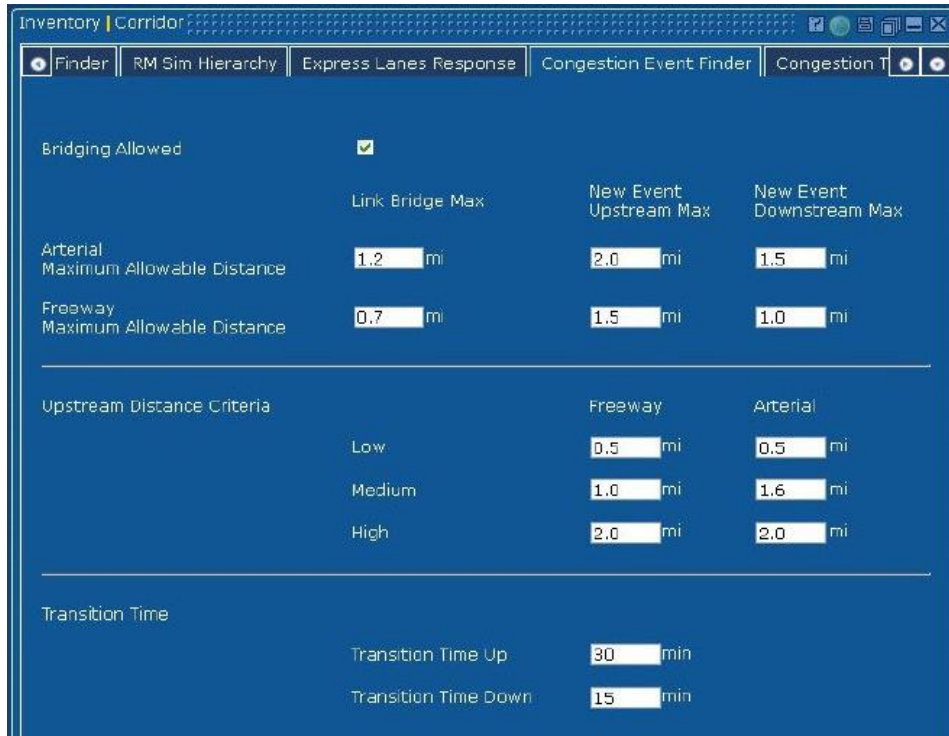 Inventory | Corridor
Finder RM Sim Hierarchy Express Lanes Response Congestion Event Finder Congestion T
Bridging Allowed
Link Bridge Max New Event Upstream Max New Event Downstream Max
Arterial
Maximum Allowable Distance 1.2 mi 2.0 mi 1.5 mi
Freeway
Maximum Allowable Distance 0.7 mi 1.5 mi 1.0 mi
Upstream Distance Criteria Freeway Arterial
Low 0.5 mi 0.5 mi
Medium 1.0 mi 1.6 mi
High 2.0 mi 2.0 mi
Transition Time
Transition Time Up 30 min
Transition Time Down 15 min